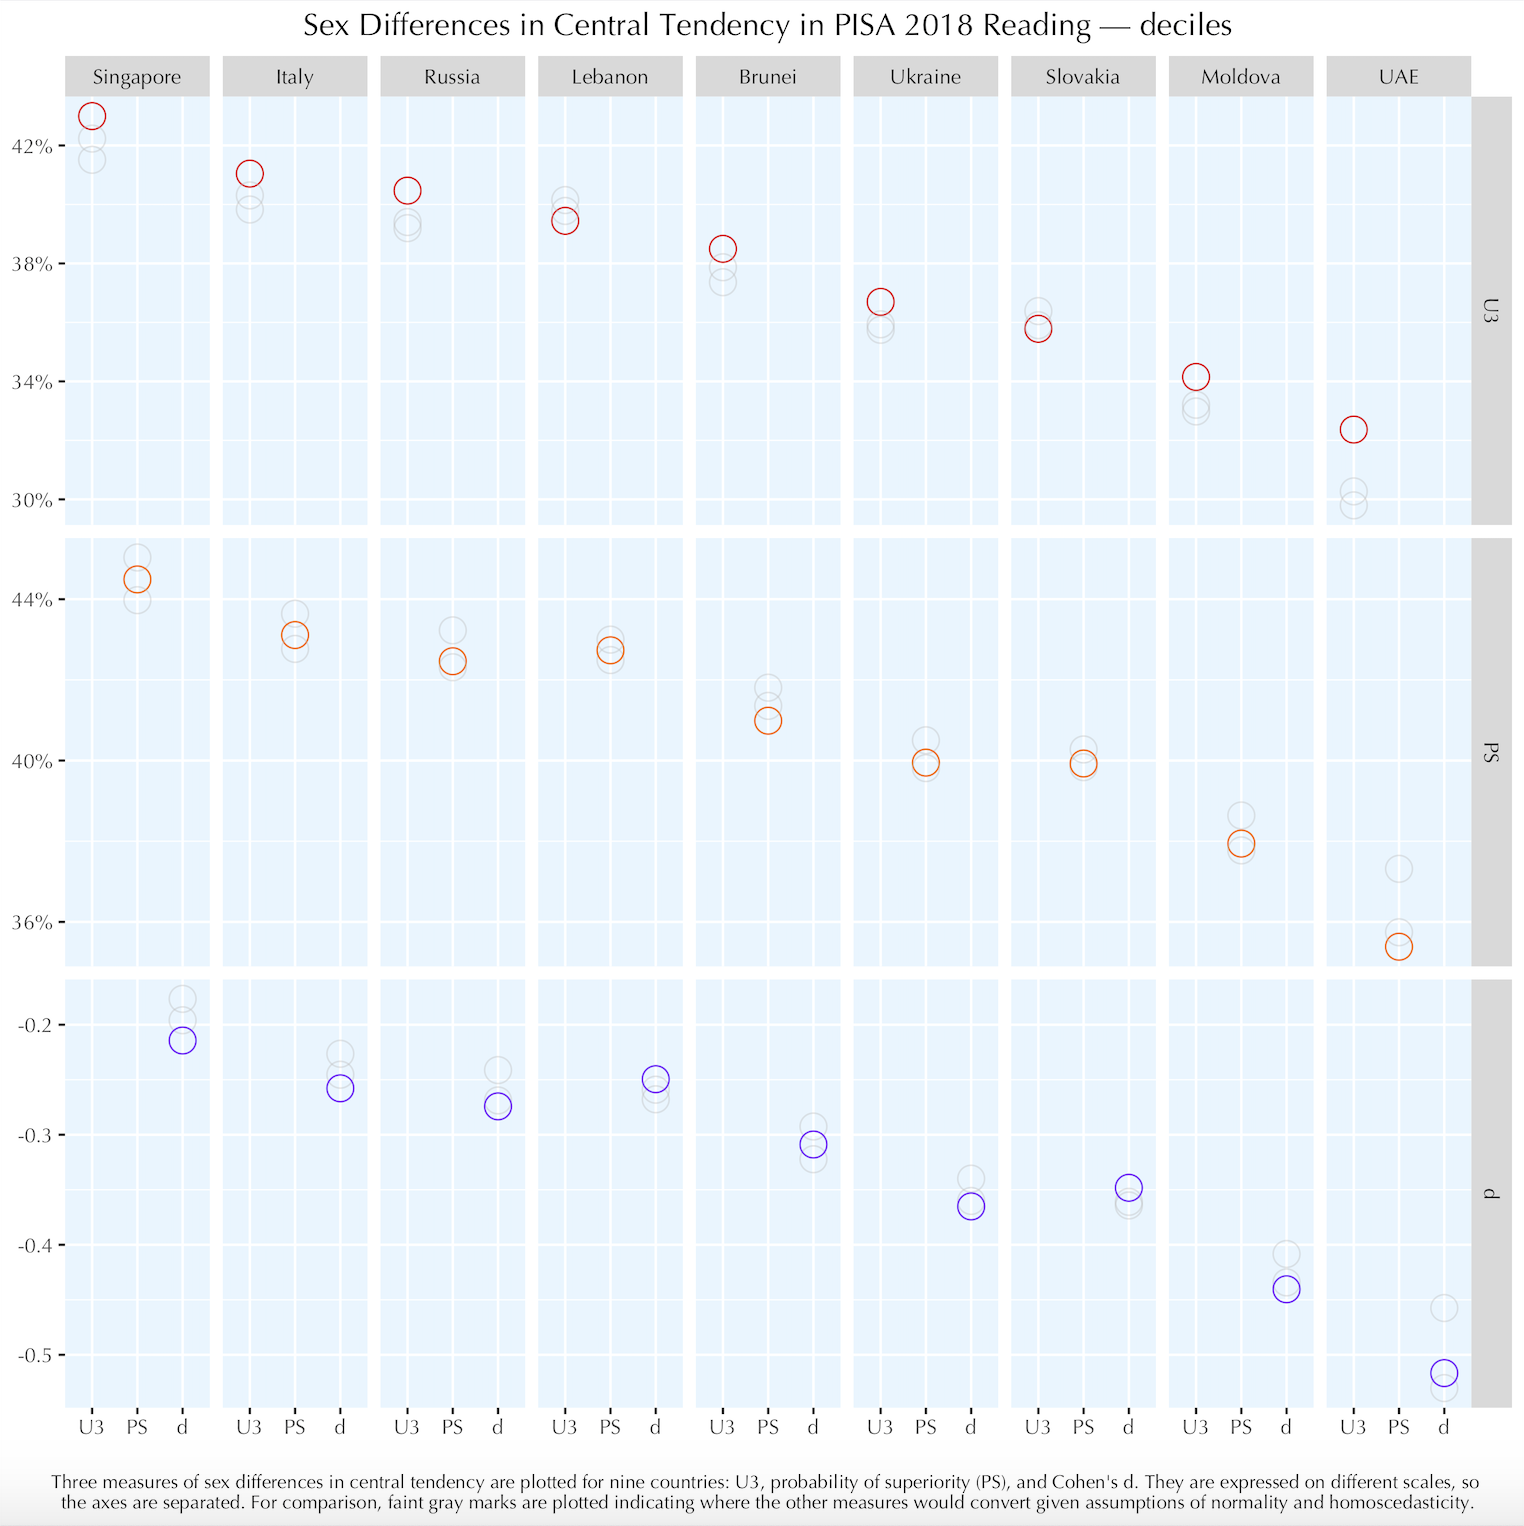 Sex Differences in Central Tendency in PISA 2018 Reading — deciles
Singapore Italy Russia Lebanon Brunei Ukraine Slovakia Moldova UAE
42%
38%
34%
30%
U3
44%
40%
36%
PS
-0.2
-0.3
-0.4
-0.5
d
U3 PS d U3 PS d U3 PS d U3 PS d U3 PS d U3 PS d U3 PS d U3 PS d U3 PS d
Three measures of sex differences in central tendency are plotted for nine countries: U3, probability of superiority (PS), and Cohen's d. They are expressed on different scales, so
the axes are separated. For comparison, faint gray marks are plotted indicating where the other measures would convert given assumptions of normality and homoscedasticity.